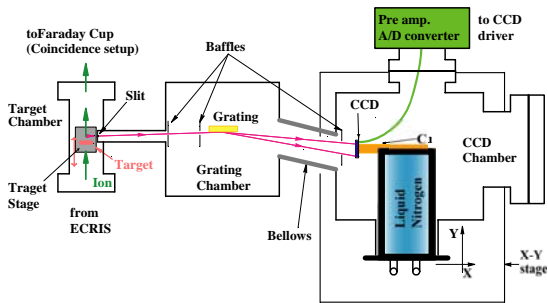 toFaraday Cup
(Coincidence setup)
Baffles
Pre amp.
A/D converter
to CCD
driver
Target
Chamber
Slit
Grating
CCD
C1
CCD
Chamber
Target
Traget
Stage
Ion
Grating
Chamber
from
ECRIS
Bellows
Liquid
Nitrogen
Y
X
X-Y
stage